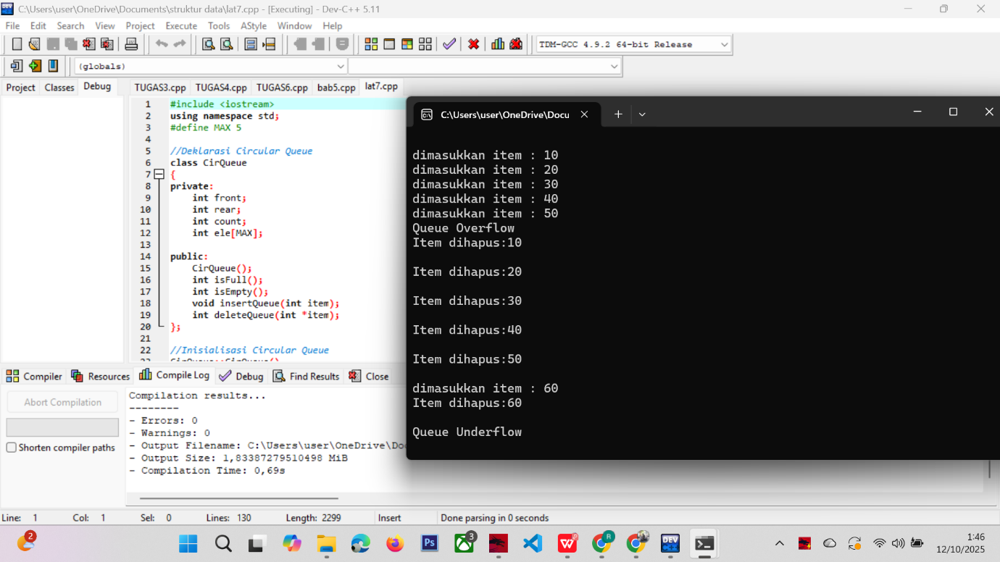 C:\Users\user\OneDrive\Documents\struktur data\lat7.cpp - [Executing] - Dev-C++ 5.11
File Edit Search View Project Execute Tools AStyle Window Help
TDM-GCC 4.9.2 64-bit Release
(globals)
Project Classes Debug
TUGAS3.cpp TUGAS4.cpp TUGAS6.cpp bab5.cpp lat7.cpp
1 #include <iostream>
2 using namespace std;
3 #define MAX 5
4
5 //Deklarasi Circular Queue
6 class CirQueue
7 {
8 private:
9 int front;
10 int rear;
11 int count;
12 int ele[MAX];
13
14 public:
15 CirQueue();
16 int isFull();
17 int isEmpty();
18 void insertQueue(int item);
19 int deleteQueue(int *item);
20 };
21
22 //Inisialisasi Circular Queue
C:\Users\user\OneDrive\Docu
dimasukkan item : 10
dimasukkan item : 20
dimasukkan item : 30
dimasukkan item : 40
dimasukkan item : 50
Queue Overflow
Item dihapus:10
Item dihapus:20
Item dihapus:30
Item dihapus:40
Item dihapus:50
dimasukkan item : 60
Item dihapus:60
Queue Underflow
Compiler Resources Compile Log Debug Find Results Close
Abort Compilation
Shorten compiler paths
Compilation results...
--------
- Errors: 0
- Warnings: 0
- Output Filename: C:\Users\user\OneDrive\Do
- Output Size: 1,83387279510498 MiB
- Compilation Time: 0,69s
Line: 1 Col: 1 Sel: 0 Lines: 130 Length: 2299 Insert Done parsing in 0 seconds
2
Ps
3
W
R
DEV
1:46
12/10/2025